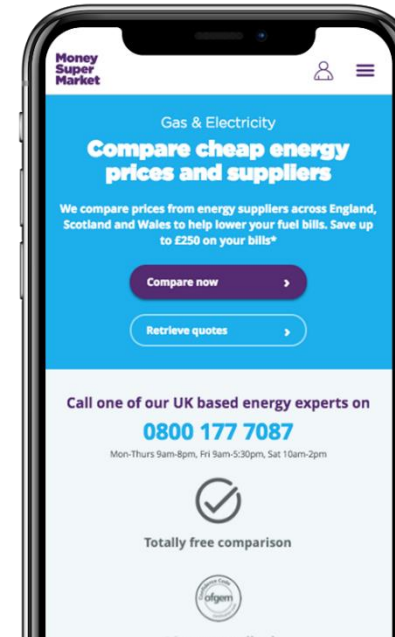 Money
Super
Market
Gas & Electricity
Compare cheap energy
prices and suppliers
We compare prices from energy suppliers across England,
Scotland and Wales to help lower your fuel bills. Save up
to £250 on your bills*
Compare now
Retrieve quotes
Call one of our UK based energy experts on
0800 177 7087
Mon-Thurs 9am-8pm, Fri 9am-5:30pm, Sat 10am-2pm
Totally free comparison
Confidence Code
ofgem